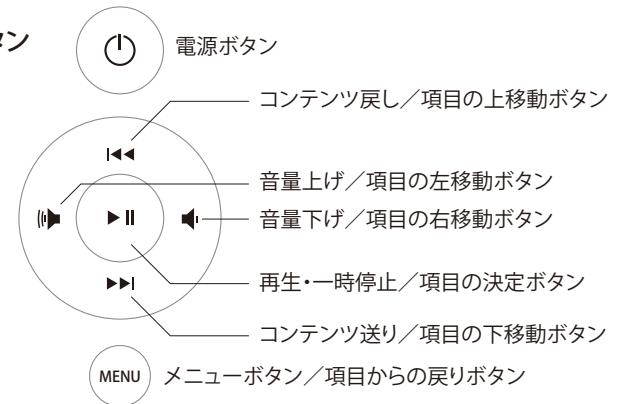 タン
電源ボタン
コンテンツ戻し／項目の上移動ボタン
音量上げ／項目の左移動ボタン
音量下げ／項目の右移動ボタン
再生・一時停止／項目の決定ボタン
コンテンツ送り／項目の下移動ボタン
MENU メニューボタン／項目からの戻りボタン